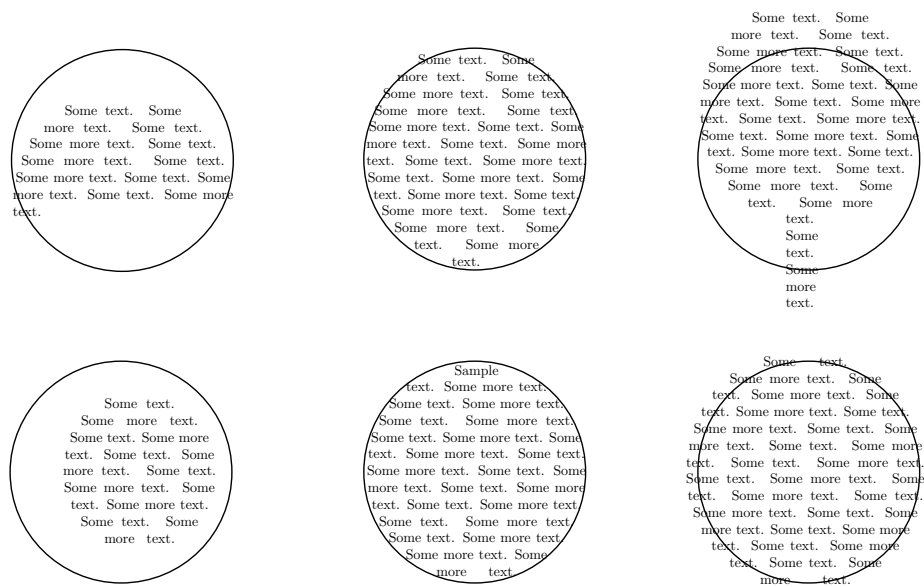 Some text. Some
more text. Some text.
Some more text. Some text.
Some more text. Some text.
Some more text. Some text. Some
more text. Some text. Some more
text.
Some text. Some
more text. Some text.
Some more text. Some text.
Some more text. Some text.
Some more text. Some text. Some
more text. Some text. Some more
text. Some text. Some more text.
Some text. Some more text. Some
text. Some more text. Some text.
Some more text. Some text.
Some more text. Some
text. Some more
text.
Some text. Some
more text. Some text.
Some more text. Some text.
Some more text. Some text.
Some more text. Some text. Some
more text. Some text. Some more
text. Some text. Some more text.
Some text. Some more text. Some
text. Some more text. Some text.
Some more text. Some text.
Some more text. Some
text. Some more
text.
Some
text.
Some
more
text.
Some text.
Some more text.
Some text. Some more
text. Some text. Some
more text. Some text.
Some more text. Some
text. Some more text.
Some text. Some
more text.
Sample
text. Some more text.
Some text. Some more text.
Some text. Some more text.
Some text. Some more text. Some
text. Some more text. Some text.
Some more text. Some text. Some
more text. Some text. Some more
text. Some text. Some more text.
Some text. Some more text.
Some text. Some more text.
Some more text. Some
more text.
Some text.
Some more text. Some
text. Some more text.
text. Some more text. Some text.
Some more text. Some text. Some
more text. Some text. Some more
text. Some text. Some more text.
Some text. Some more text. Some
text. Some more text. Some text.
Some more text. Some text. Some
more text. Some text. Some more
text. Some text. Some more
text. Some text. Some
more text.